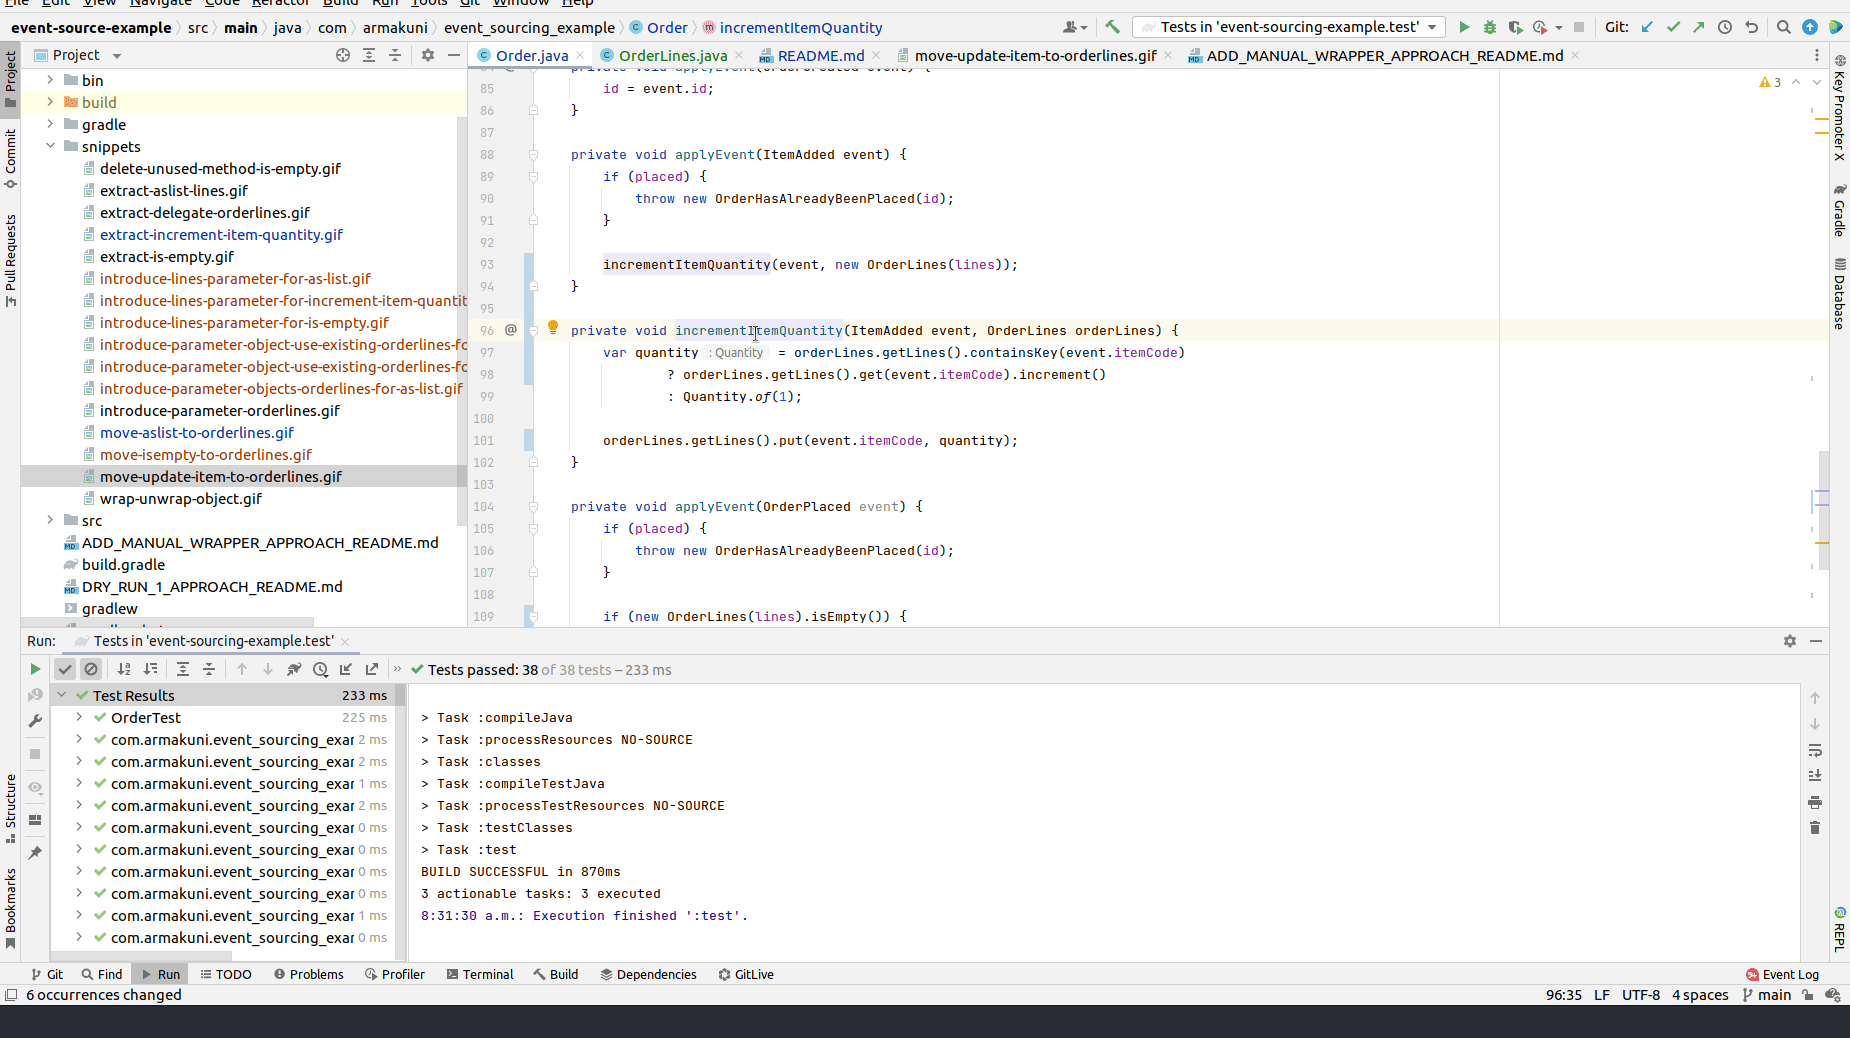 File Edit View Navigate Code Refactor Build Run Tools Git Window Help
event-source-example src main java com armakuni event_sourcing_example Order incrementItemQuantity Tests in 'event-sourcing-example.test' Git:
Project
Order.java OrderLines.java README.md move-update-item-to-orderlines.gif ADD_MANUAL_WRAPPER_APPROACH_README.md
Project
Commit
Pull Requests
Structure
Bookmarks
bin
build
gradle
snippets
delete-unused-method-is-empty.gif
extract-aslist-lines.gif
extract-delegate-orderlines.gif
extract-increment-item-quantity.gif
extract-is-empty.gif
introduce-lines-parameter-for-as-list.gif
introduce-lines-parameter-for-increment-item-quantit
introduce-lines-parameter-for-is-empty.gif
introduce-parameter-object-use-existing-orderlines-fo
introduce-parameter-object-use-existing-orderlines-fo
introduce-parameter-objects-orderlines-for-as-list.gif
introduce-parameter-orderlines.gif
move-aslist-to-orderlines.gif
move-isempty-to-orderlines.gif
move-update-item-to-orderlines.gif
wrap-unwrap-object.gif
src
ADD_MANUAL_WRAPPER_APPROACH_README.md
build.gradle
DRY_RUN_1_APPROACH_README.md
gradlew
84 @ private void applyEvent(OrderCreated event) {
85 id = event.id;
86 }
87
88 private void applyEvent(ItemAdded event) {
89 if (placed) {
90 throw new OrderHasAlreadyBeenPlaced(id);
91 }
92
93 incrementItemQuantity(event, new OrderLines(lines));
94 }
95
96 @ private void incrementItemQuantity(ItemAdded event, OrderLines orderLines) {
97 var quantity : Quantity = orderLines.getLines().containsKey(event.itemCode)
98 ? orderLines.getLines().get(event.itemCode).increment()
99 : Quantity.of(1);
100
101 orderLines.getLines().put(event.itemCode, quantity);
102 }
103
104 private void applyEvent(OrderPlaced event) {
105 if (placed) {
106 throw new OrderHasAlreadyBeenPlaced(id);
107 }
108
109 if (new OrderLines(lines).isEmpty()) {
3
Key Promoter X
Gradle
Database
REPL
Run: Tests in 'event-sourcing-example.test'
Tests passed: 38 of 38 tests – 233 ms
Test Results 233 ms
OrderTest 225 ms
com.armakuni.event_sourcing_exar 2 ms
com.armakuni.event_sourcing_exar 2 ms
com.armakuni.event_sourcing_exar 1 ms
com.armakuni.event_sourcing_exar 2 ms
com.armakuni.event_sourcing_exar 0 ms
com.armakuni.event_sourcing_exar 0 ms
com.armakuni.event_sourcing_exar 0 ms
com.armakuni.event_sourcing_exar 0 ms
com.armakuni.event_sourcing_exar 1 ms
com.armakuni.event_sourcing_exar 0 ms
> Task :compileJava
> Task :processResources NO-SOURCE
> Task :classes
> Task :compileTestJava
> Task :processTestResources NO-SOURCE
> Task :testClasses
> Task :test
BUILD SUCCESSFUL in 870ms
3 actionable tasks: 3 executed
8:31:30 a.m.: Execution finished ':test'.
Git Find Run TODO Problems Profiler Terminal Build Dependencies GitLive 9+ Event Log
6 occurrences changed 96:35 LF UTF-8 4 spaces main